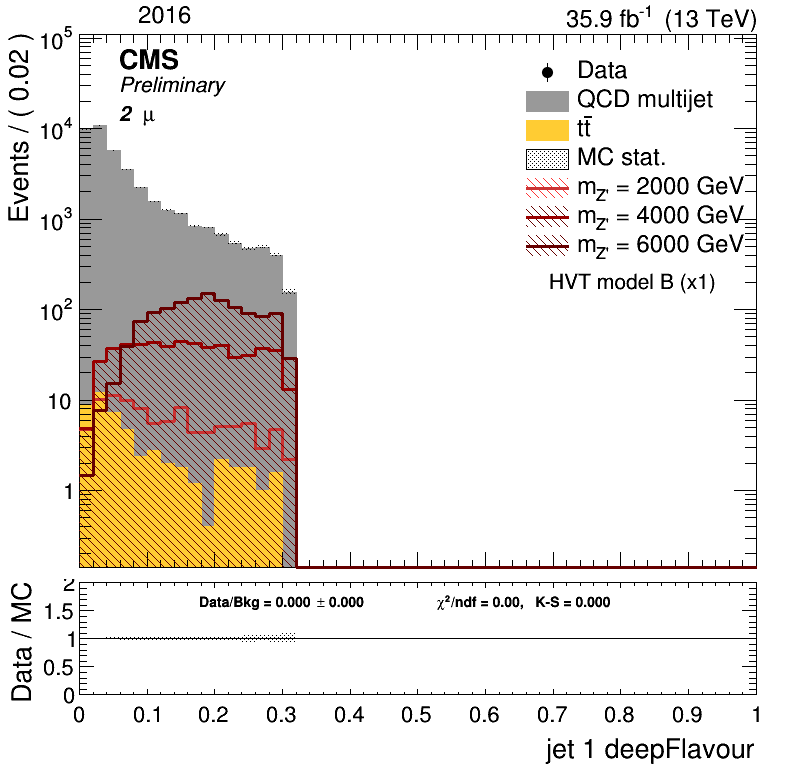 2016 35.9 fb⁻¹ (13 TeV)
Events / ( 0.02 )
CMS
Preliminary
2 μ
Data
QCD multijet
tt̄
MC stat.
m_Z' = 2000 GeV
m_Z' = 4000 GeV
m_Z' = 6000 GeV
HVT model B (x1)
10⁵
10⁴
10³
10²
10
1
Data / MC
Data/Bkg = 0.000 ± 0.000 χ²/ndf = 0.00, K-S = 0.000
2
1.5
1
0.5
0
0 0.1 0.2 0.3 0.4 0.5 0.6 0.7 0.8 0.9 1
jet 1 deepFlavour